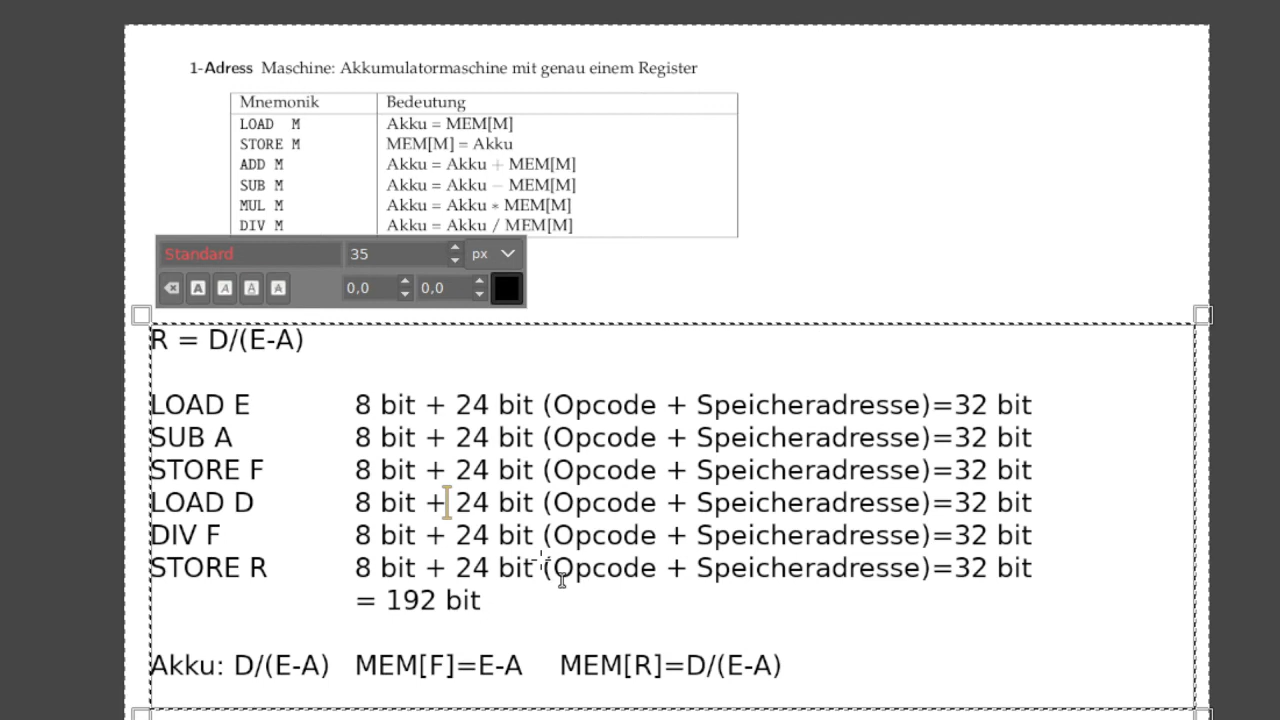 1-Adress Maschine: Akkumulatormaschine mit genau einem Register
Mnemonik Bedeutung
LOAD M Akku = MEM[M]
STORE M MEM[M] = Akku
ADD M Akku = Akku + MEM[M]
SUB M Akku = Akku − MEM[M]
MUL M Akku = Akku * MEM[M]
DIV M Akku = Akku / MEM[M]
Standard 35 px
A A A A 0,0 0,0
R = D/(E-A)
LOAD E 8 bit + 24 bit (Opcode + Speicheradresse)=32 bit
SUB A 8 bit + 24 bit (Opcode + Speicheradresse)=32 bit
STORE F 8 bit + 24 bit (Opcode + Speicheradresse)=32 bit
LOAD D 8 bit + 24 bit (Opcode + Speicheradresse)=32 bit
DIV F 8 bit + 24 bit (Opcode + Speicheradresse)=32 bit
STORE R 8 bit + 24 bit (Opcode + Speicheradresse)=32 bit
= 192 bit
Akku: D/(E-A) MEM[F]=E-A MEM[R]=D/(E-A)